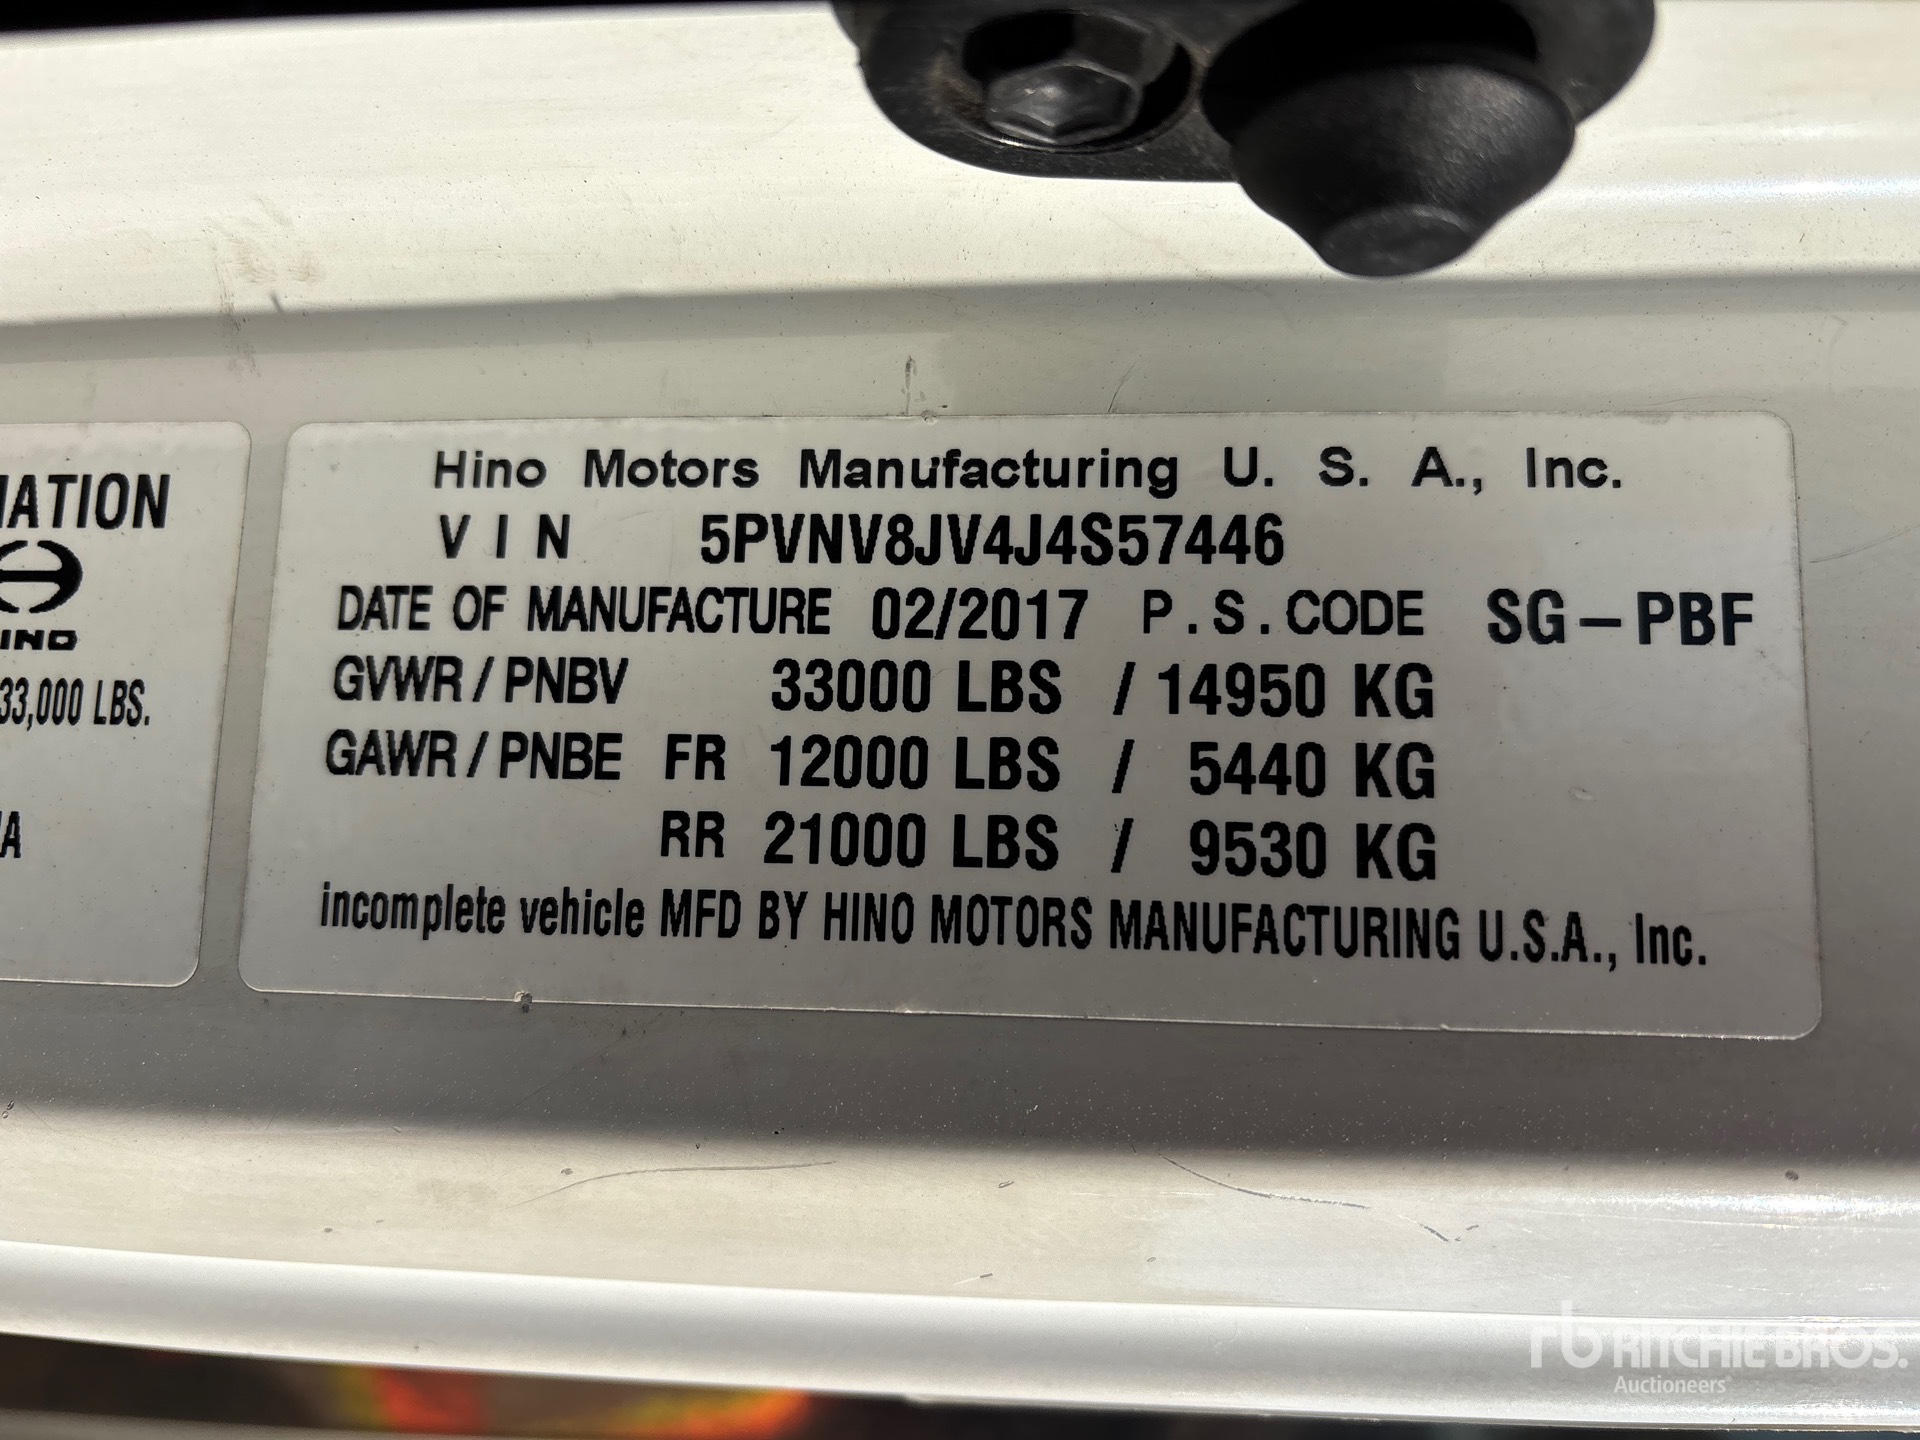 MATION
INO
33,000 LBS.
A
Hino Motors Manufacturing U. S. A., Inc.
VIN 5PVNV8JV4J4S57446
DATE OF MANUFACTURE 02/2017 P.S.CODE SG-PBF
GVWR/PNBV 33000 LBS / 14950 KG
GAWR/PNBE FR 12000 LBS / 5440 KG
RR 21000 LBS / 9530 KG
incomplete vehicle MFD BY HINO MOTORS MANUFACTURING U.S.A., Inc.
rb RITCHIE BROS.
Auctioneers